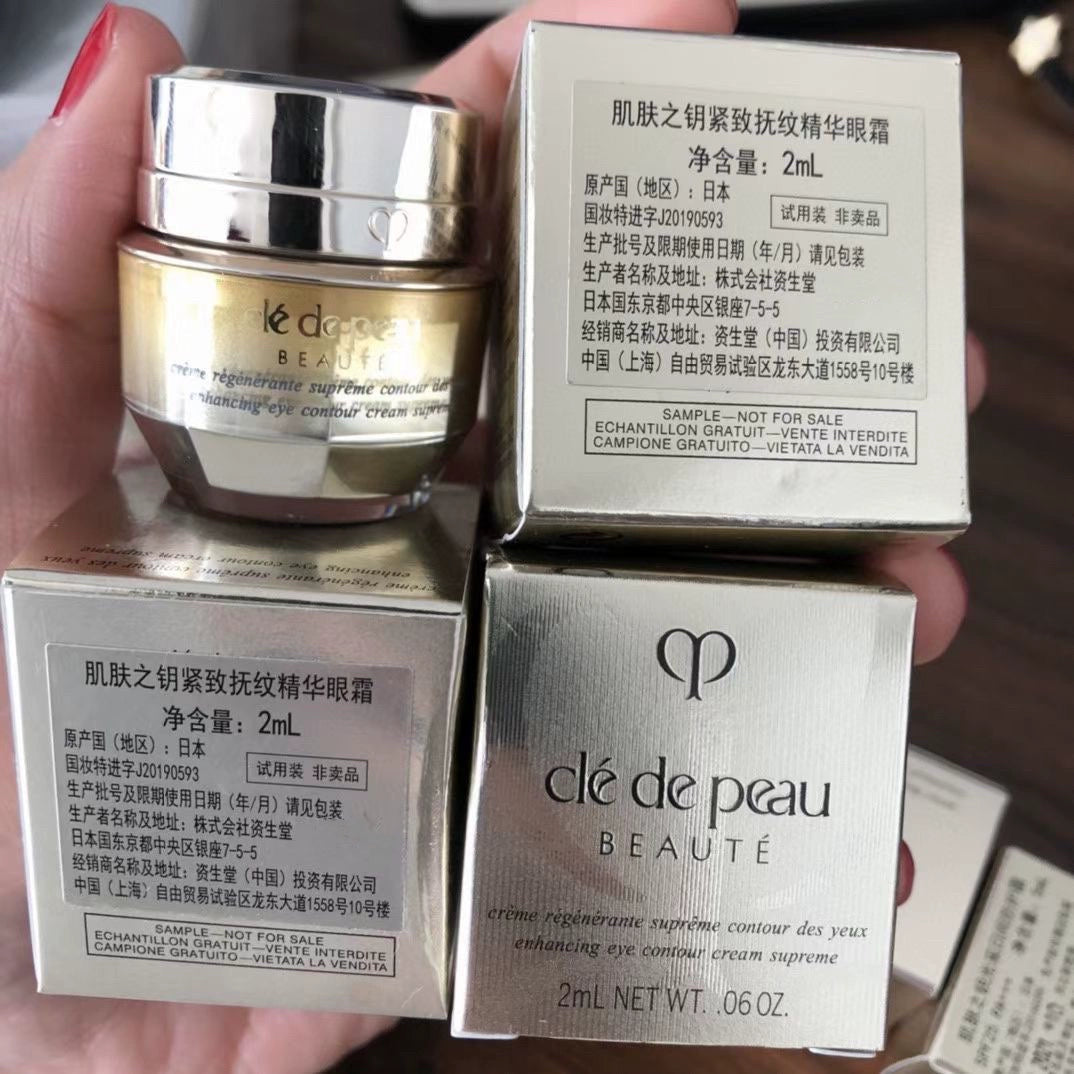 clé de peau
BEAUTÉ
crème régénérante suprême contour des
enhancing eye contour cream supreme
肌肤之钥紧致抚纹精华眼霜
净含量：2mL
原产国（地区）：日本
国妆特进字J20190593
试用装 非卖品
生产批号及限期使用日期（年/月）请见包装
生产者名称及地址：株式会社资生堂
日本国东京都中央区银座7-5-5
经销商名称及地址：资生堂（中国）投资有限公司
中国（上海）自由贸易试验区龙东大道1558号10号楼
SAMPLE—NOT FOR SALE
ECHANTILLON GRATUIT—VENTE INTERDITE
CAMPIONE GRATUITO—VIETATA LA VENDITA
crème régénérante suprême contour des yeux
enhancing eye contour cream supreme
肌肤之钥紧致抚纹精华眼霜
净含量：2mL
原产国（地区）：日本
国妆特进字J20190593
试用装 非卖品
生产批号及限期使用日期（年/月）请见包装
生产者名称及地址：株式会社资生堂
日本国东京都中央区银座7-5-5
经销商名称及地址：资生堂（中国）投资有限公司
中国（上海）自由贸易试验区龙东大道1558号10号楼
SAMPLE—NOT FOR SALE
ECHANTILLON GRATUIT—VENTE INTERDITE
CAMPIONE GRATUITO—VIETATA LA VENDITA
clé de peau
BEAUTÉ
crème régénérante suprême contour des yeux
enhancing eye contour cream supreme
2mL NET WT. .06 OZ.